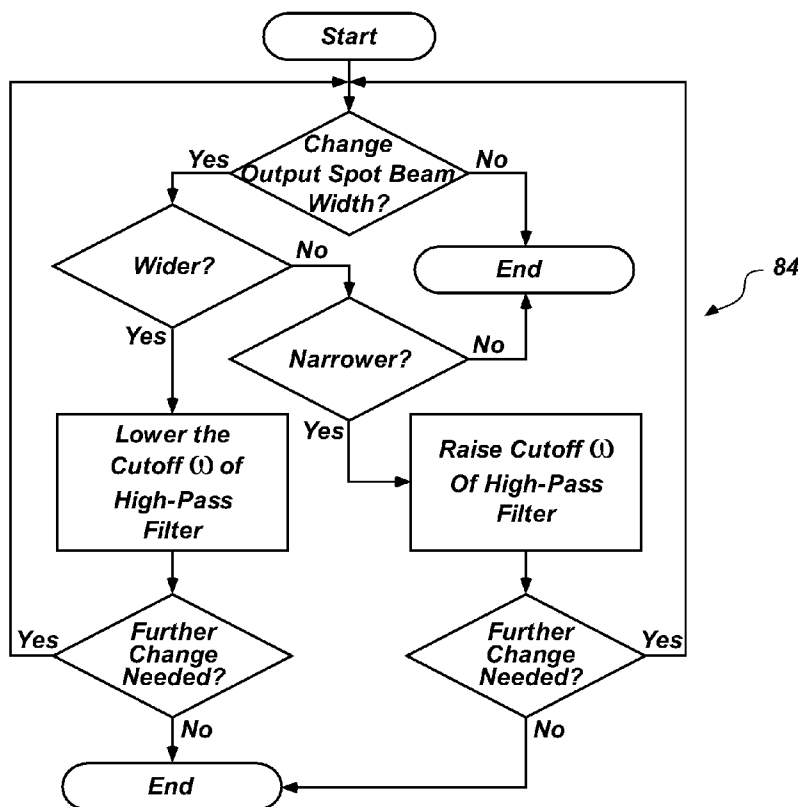 Start
Change
Output Spot Beam
Width?
Yes
No
Wider?
No
End
84
Yes
Narrower?
No
Yes
Lower the
Cutoff ω of
High-Pass
Filter
Raise Cutoff ω
Of High-Pass
Filter
Yes
Further
Change
Needed?
Further
Change
Needed?
Yes
No
No
End